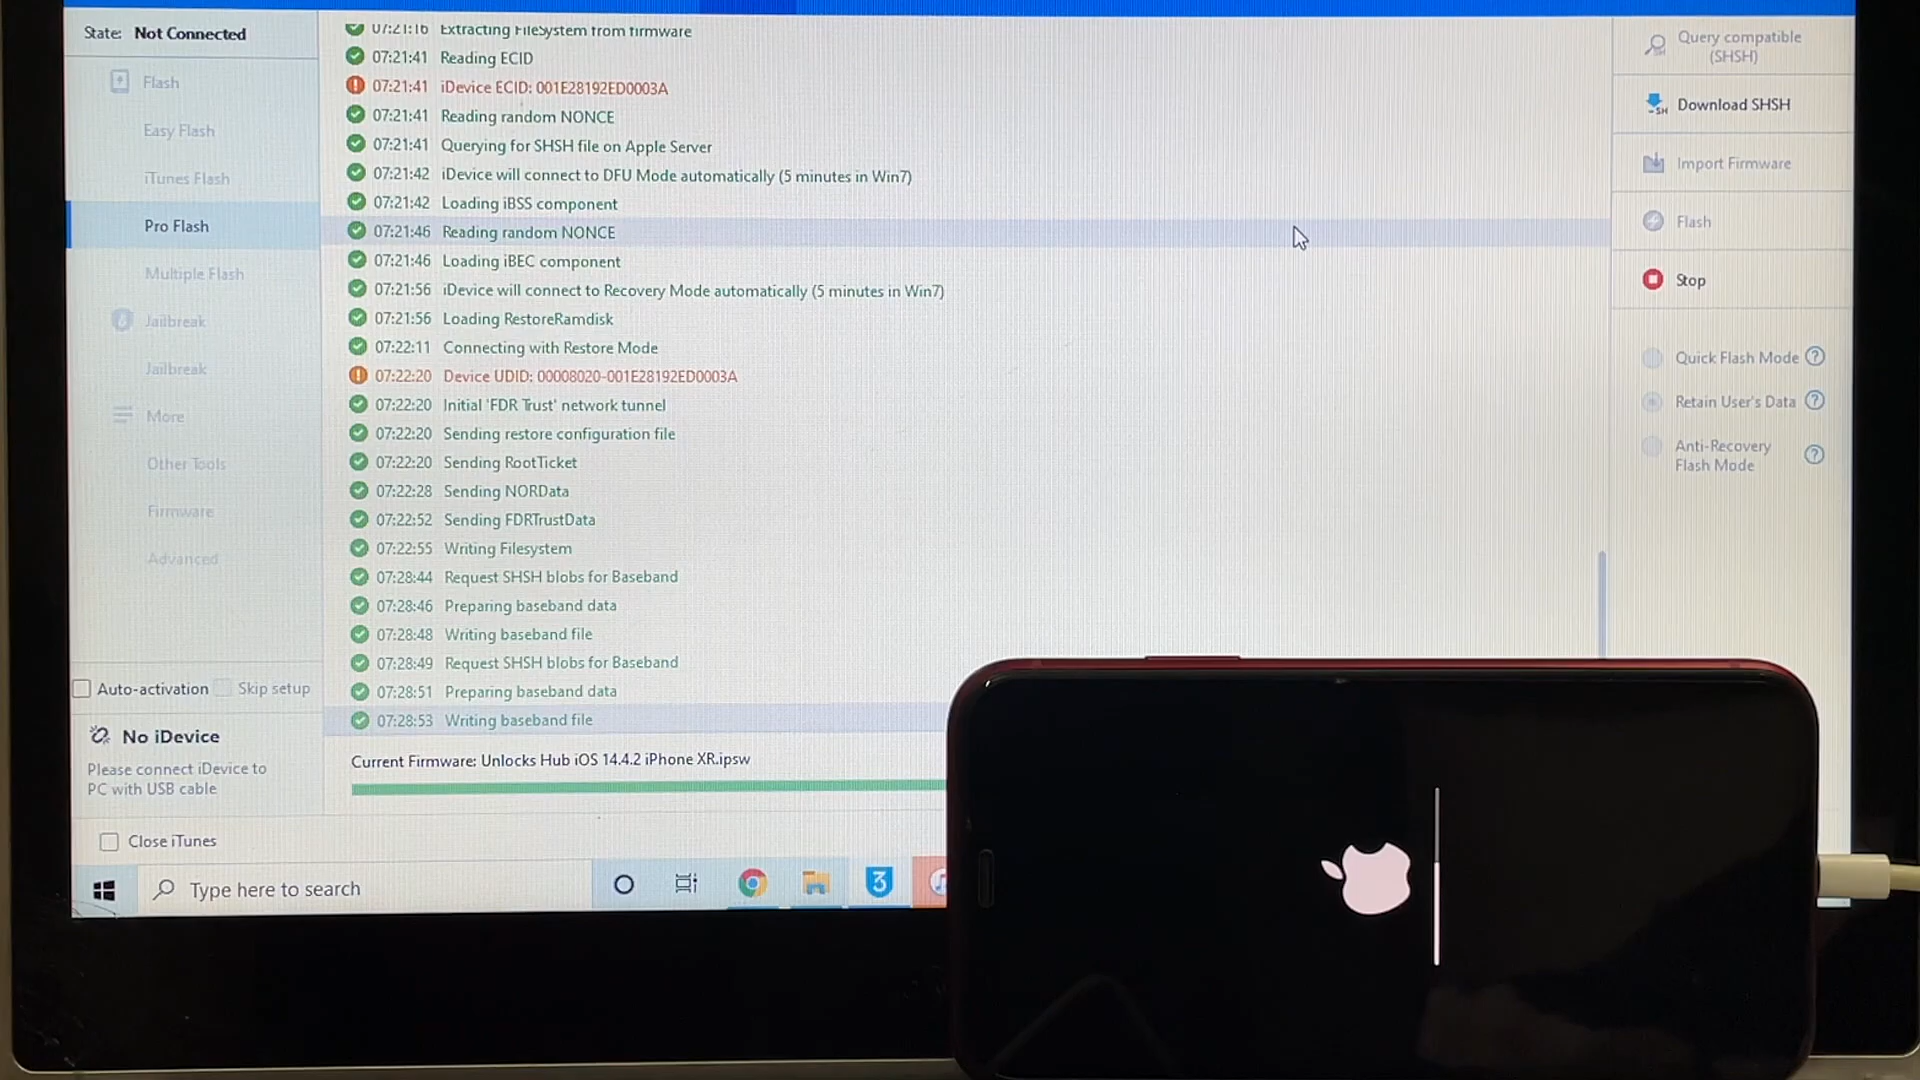 State: Not Connected
Flash
Easy Flash
iTunes Flash
Pro Flash
Multiple Flash
Jailbreak
Jailbreak
More
Other Tools
Firmware
Advanced
Auto-activation Skip setup
No iDevice
Please connect iDevice to
PC with USB cable
Close iTunes
07:21:16 Extracting Filesystem from firmware
07:21:41 Reading ECID
07:21:41 iDevice ECID: 001E28192ED0003A
07:21:41 Reading random NONCE
07:21:41 Querying for SHSH file on Apple Server
07:21:42 iDevice will connect to DFU Mode automatically (5 minutes in Win7)
07:21:42 Loading iBSS component
07:21:46 Reading random NONCE
07:21:46 Loading iBEC component
07:21:56 iDevice will connect to Recovery Mode automatically (5 minutes in Win7)
07:21:56 Loading RestoreRamdisk
07:22:11 Connecting with Restore Mode
07:22:20 Device UDID: 00008020-001E28192ED0003A
07:22:20 Initial 'FDR Trust' network tunnel
07:22:20 Sending restore configuration file
07:22:20 Sending RootTicket
07:22:28 Sending NORData
07:22:52 Sending FDRTrustData
07:22:55 Writing Filesystem
07:28:44 Request SHSH blobs for Baseband
07:28:46 Preparing baseband data
07:28:48 Writing baseband file
07:28:49 Request SHSH blobs for Baseband
07:28:51 Preparing baseband data
07:28:53 Writing baseband file
Current Firmware: Unlocks Hub iOS 14.4.2 iPhone XR.ipsw
Query compatible
(SHSH)
Download SHSH
Import Firmware
Flash
Stop
Quick Flash Mode ?
Retain User's Data ?
Anti-Recovery
Flash Mode ?
Type here to search
3